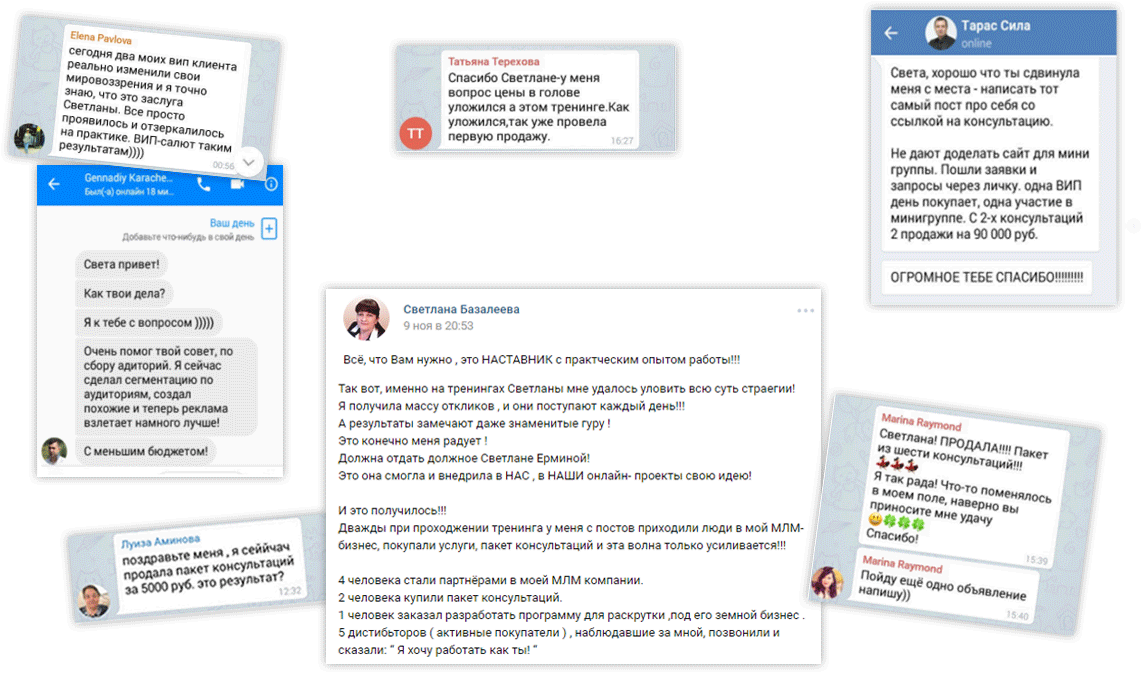 Elena Pavlova
сегодня два моих вип клиента
реально изменили свои
мировоззрения и я точно
знаю, что это заслуга
Светланы. Все просто
проявилось и отзеркалилось
на практике. ВИП-салют таким
результатам))))
00:56
Татьяна Терехова
Спасибо Светлане-у меня
вопрос цены в голове
уложился а этом тренинге.Как
уложился,так уже провела
первую продажу.
TT
16:27
Тарас Сила
online
Света, хорошо что ты сдвинула
меня с места - написать тот
самый пост про себя со
ссылкой на консультацию.
Не дают доделать сайт для мини
группы. Пошли заявки и
запросы через личку. одна ВИП
день покупает, одна участие в
минигруппе. С 2-х консультаций
2 продажи на 90 000 руб.
ОГРОМНОЕ ТЕБЕ СПАСИБО!!!!!!!!!
Gennadiy Karache...
Был(-а) онлайн 18 ми...
Ваш день
Добавьте что-нибудь в свой день
Света привет!
Как твои дела?
Я к тебе с вопросом )))))
Очень помог твой совет, по
сбору адиторий. Я сейчас
сделал сегментацию по
аудиториям, создал
похожие и теперь реклама
взлетает намного лучше!
С меньшим бюджетом!
Светлана Базалеева
9 ноя в 20:53
Всё, что Вам нужно , это НАСТАВНИК с практческим опытом работы!!!
Так вот, именно на тренингах Светланы мне удалось уловить всю суть страегии!
Я получила массу откликов , и они поступают каждый день!!!
А результаты замечают даже знаменитые гуру !
Это конечно меня радует !
Должна отдать должное Светлане Ерминой!
Это она смогла и внедрила в НАС , в НАШИ онлайн- проекты свою идею!
И это получилось!!!
Дважды при прохождении тренинга у меня с постов приходили люди в мой МЛМ-
бизнес, покупали услуги, пакет консультаций и эта волна только усиливается!!!
4 человека стали партнёрами в моей МЛМ компании.
2 человека купили пакет консультаций.
1 человек заказал разработать программу для раскрутки ,под его земной бизнес .
5 дистибьторов ( активные покупатели ) , наблюдавшие за мной, позвонили и
сказали: " Я хочу работать как ты! "
Луиза Аминова
поздравьте меня , я сеййчач
продала пакет консультаций
за 5000 руб. это результат?
12:32
Marina Raymond
Светлана! ПРОДАЛА!!!! Пакет
из шести консультаций!!!
💃💃💃
Я так рада! Что-то поменялось
в моем поле, наверно вы
приносите мне удачу
😃🍀🍀🍀
Спасибо!
15:39
Marina Raymond
Пойду ещё одно объявление
напишу))
15:40